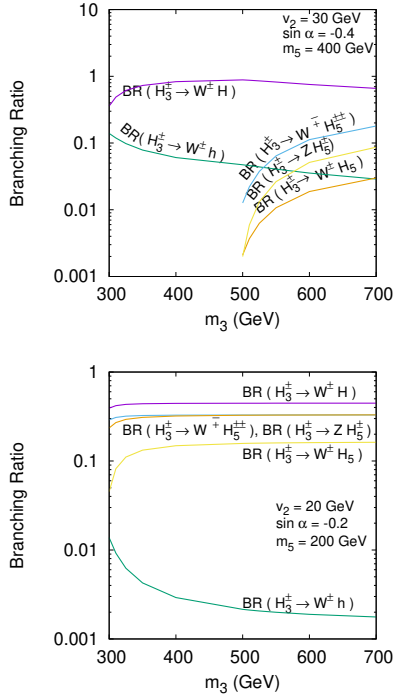 10
1
0.1
0.01
0.001
Branching Ratio
v₂ = 30 GeV
sin α = -0.4
m₅ = 400 GeV
BR ( H₃^± → W^± H )
BR ( H₃^± → W^± h )
BR ( H₃^± → W^∓ H₅^±± )
BR ( H₃^± → Z H₅^± )
BR ( H₃^± → W^± H₅ )
300 400 500 600 700
m₃ (GeV)
1
0.1
0.01
0.001
Branching Ratio
BR ( H₃^± → W^± H )
BR ( H₃^± → W^∓ H₅^±± ), BR ( H₃^± → Z H₅^± ).
BR ( H₃^± → W^± H₅ )
v₂ = 20 GeV
sin α = -0.2
m₅ = 200 GeV
BR ( H₃^± → W^± h )
300 400 500 600 700
m₃ (GeV)